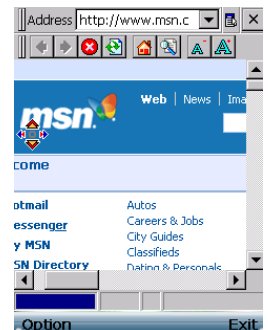 Address http://www.msn.c
msn
Web | News | Ima
come
otmail
essenger
y MSN
SN Directory
Autos
Careers & Jobs
City Guides
Classifieds
Dating & Personals
Option Exit